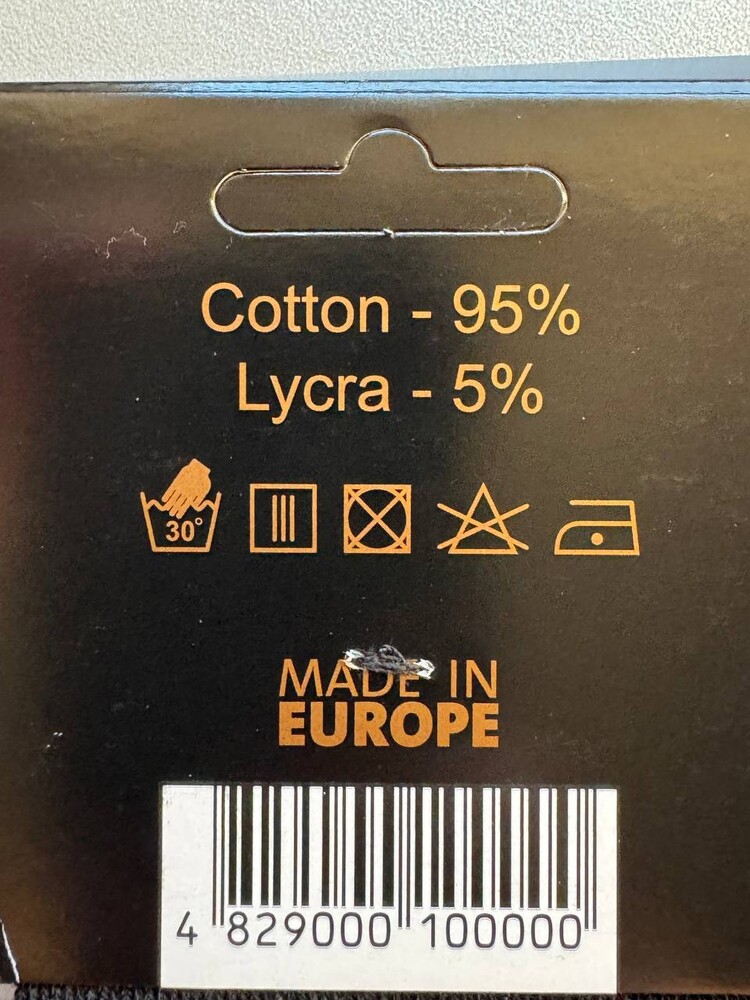 Cotton - 95%
Lycra - 5%
30°
MADE IN
EUROPE
4 829000 100000